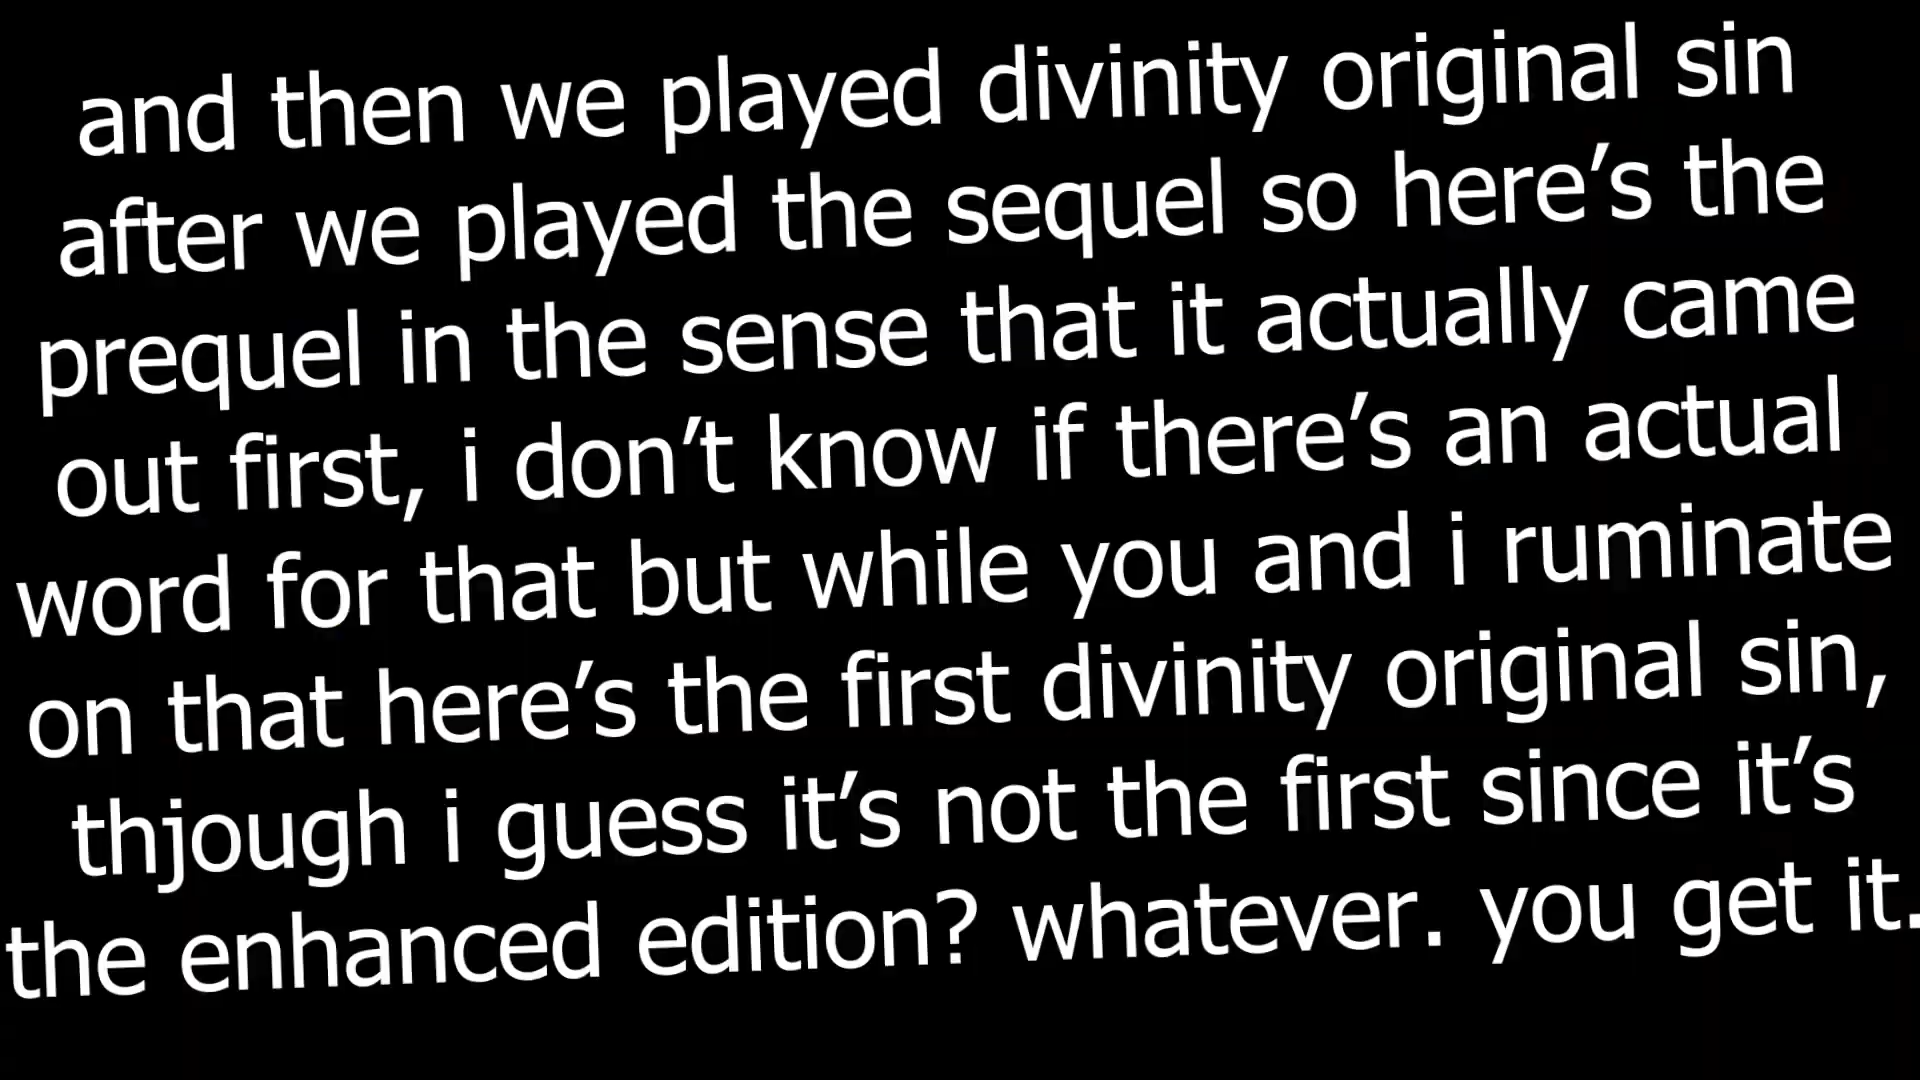 and then we played divinity original sin
after we played the sequel so here’s the
prequel in the sense that it actually came
out first, i don’t know if there’s an actual
word for that but while you and i ruminate
on that here’s the first divinity original sin,
thjough i guess it’s not the first since it’s
the enhanced edition? whatever. you get it.